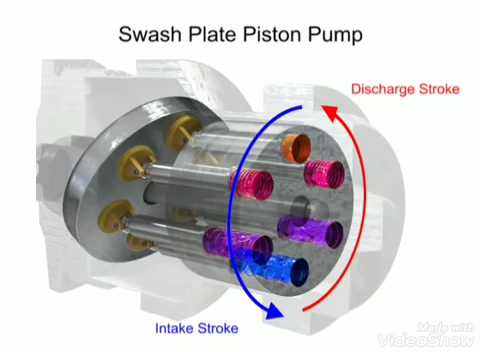 Swash Plate Piston Pump
Discharge Stroke
Intake Stroke
Made with
VideoShow